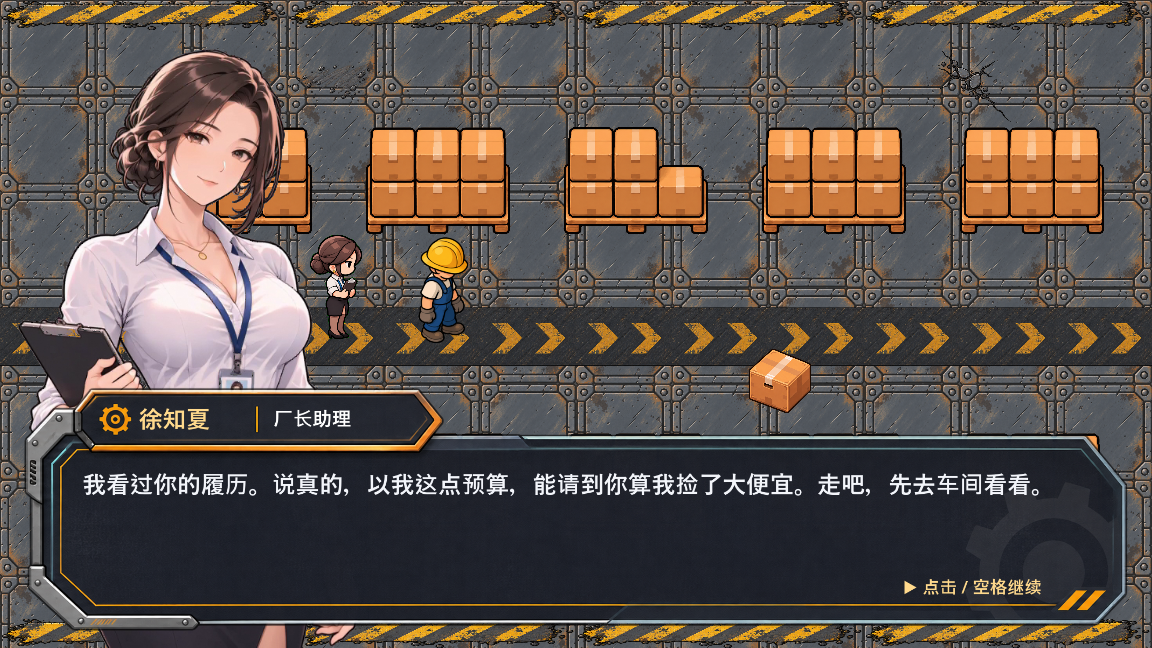 徐知夏
厂长助理
我看过你的履历。说真的，以我这点预算，能请到你算我捡了大便宜。走吧，先去车间看看。
▶ 点击 / 空格继续